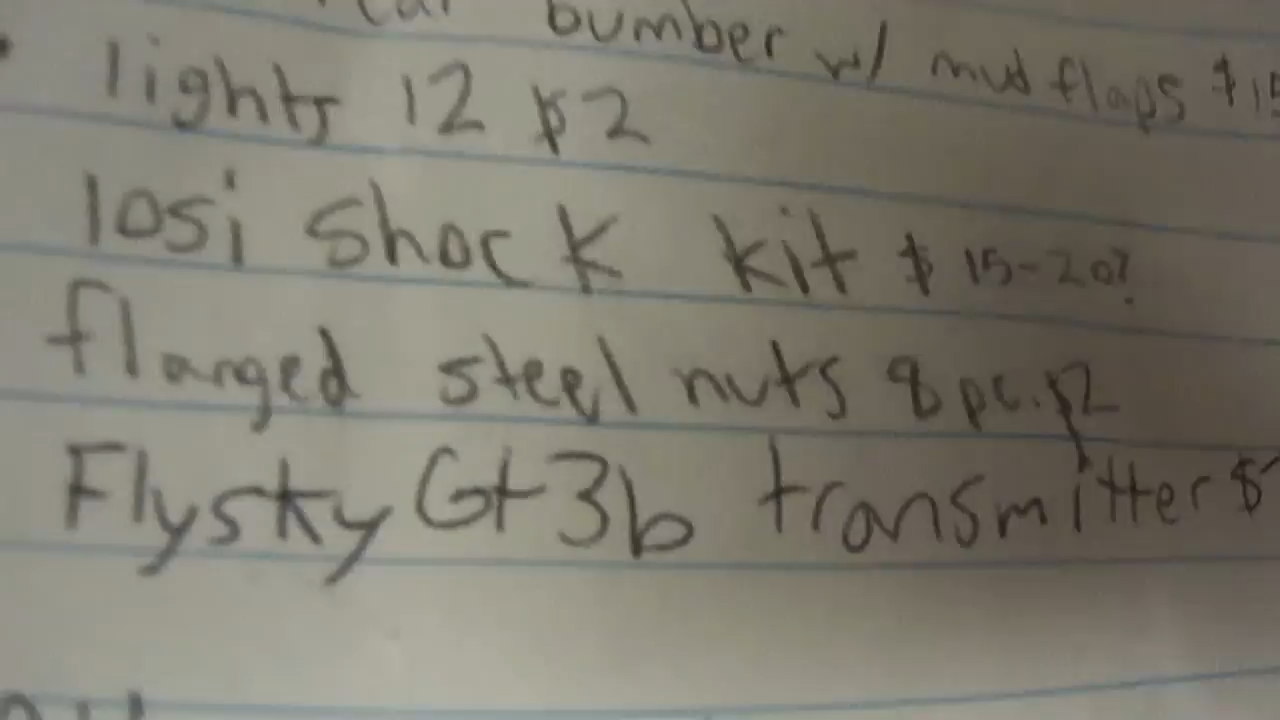 bumber w/ mud flaps
lights 12 $2
losi shock kit $15-20?
flanged steel nuts 8pc. $2
Flysky Gt3b transmitter $